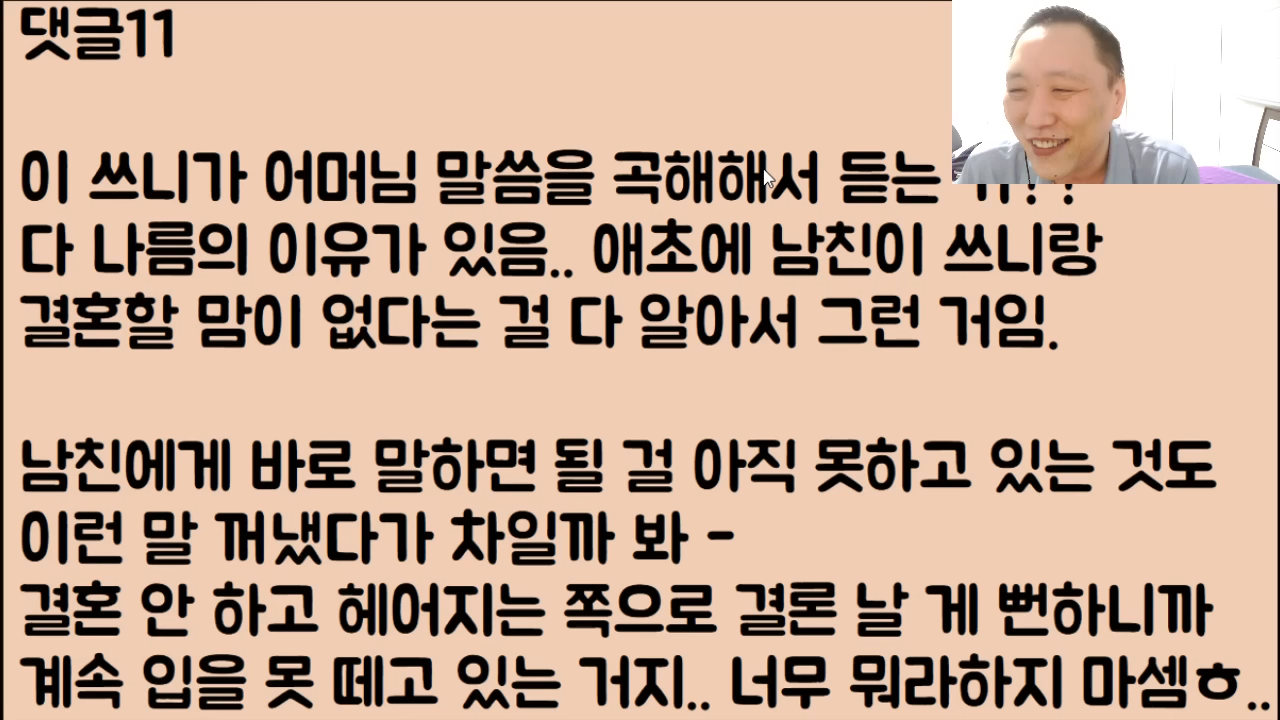 댓글11
이 쓰니가 어머님 말씀을 곡해해서 듣는
다 나름의 이유가 있음.. 애초에 남친이 쓰니랑
결혼할 맘이 없다는 걸 다 알아서 그런 거임.
남친에게 바로 말하면 될 걸 아직 못하고 있는 것도
이런 말 꺼냈다가 차일까 봐 -
결혼 안 하고 헤어지는 쪽으로 결론 날 게 뻔하니까
계속 입을 못 떼고 있는 거지.. 너무 뭐라하지 마셈ㅎ..